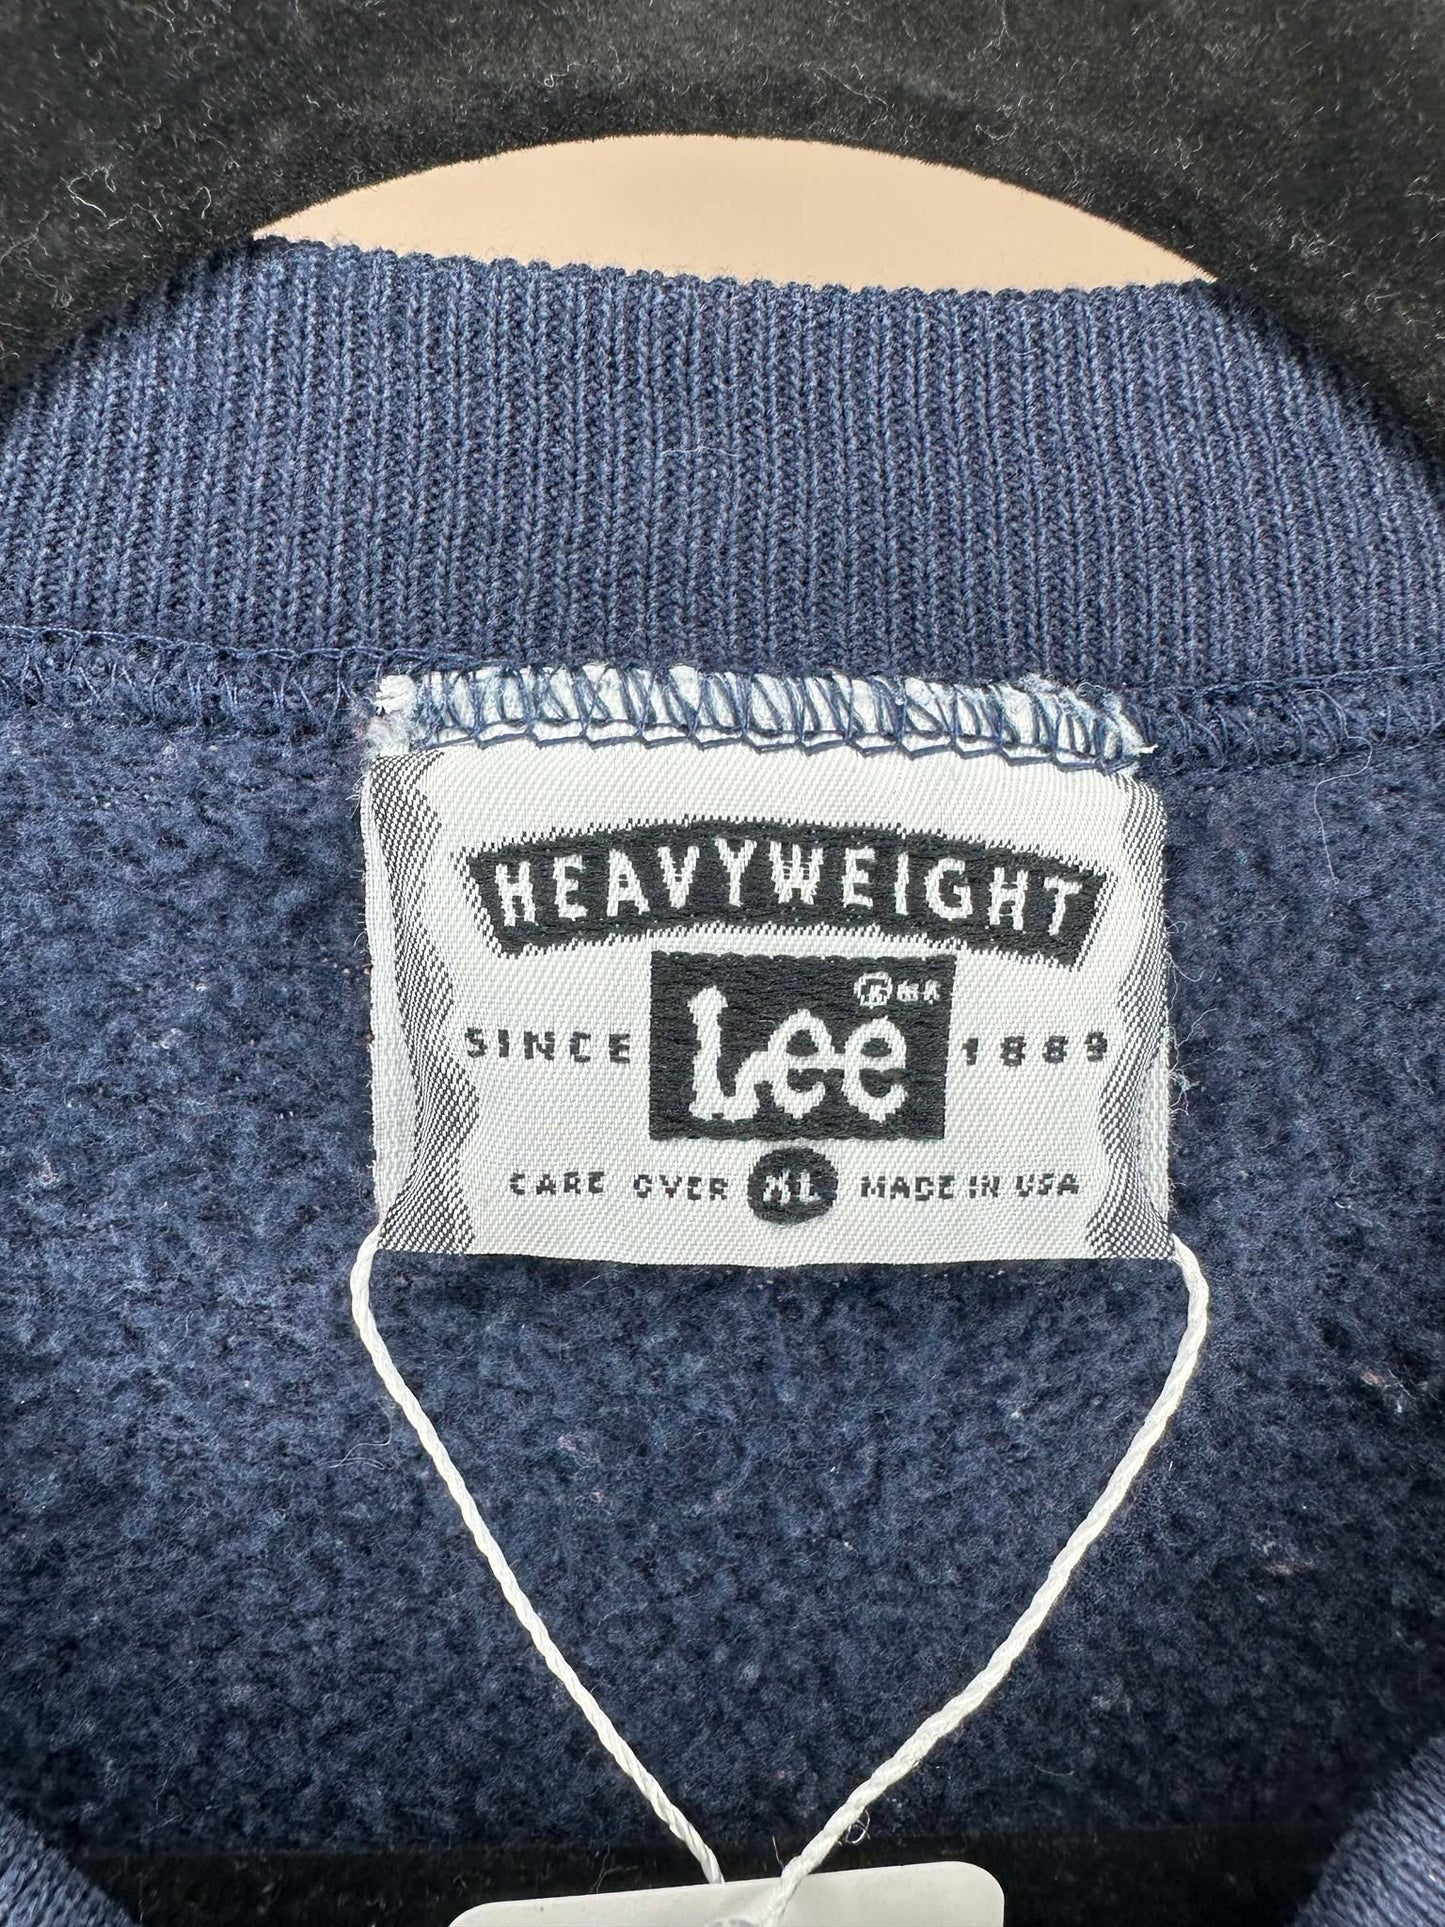 HEAVYWEIGHT
Lee ®
SINCE 1889
CARE OVER XL MADE IN USA